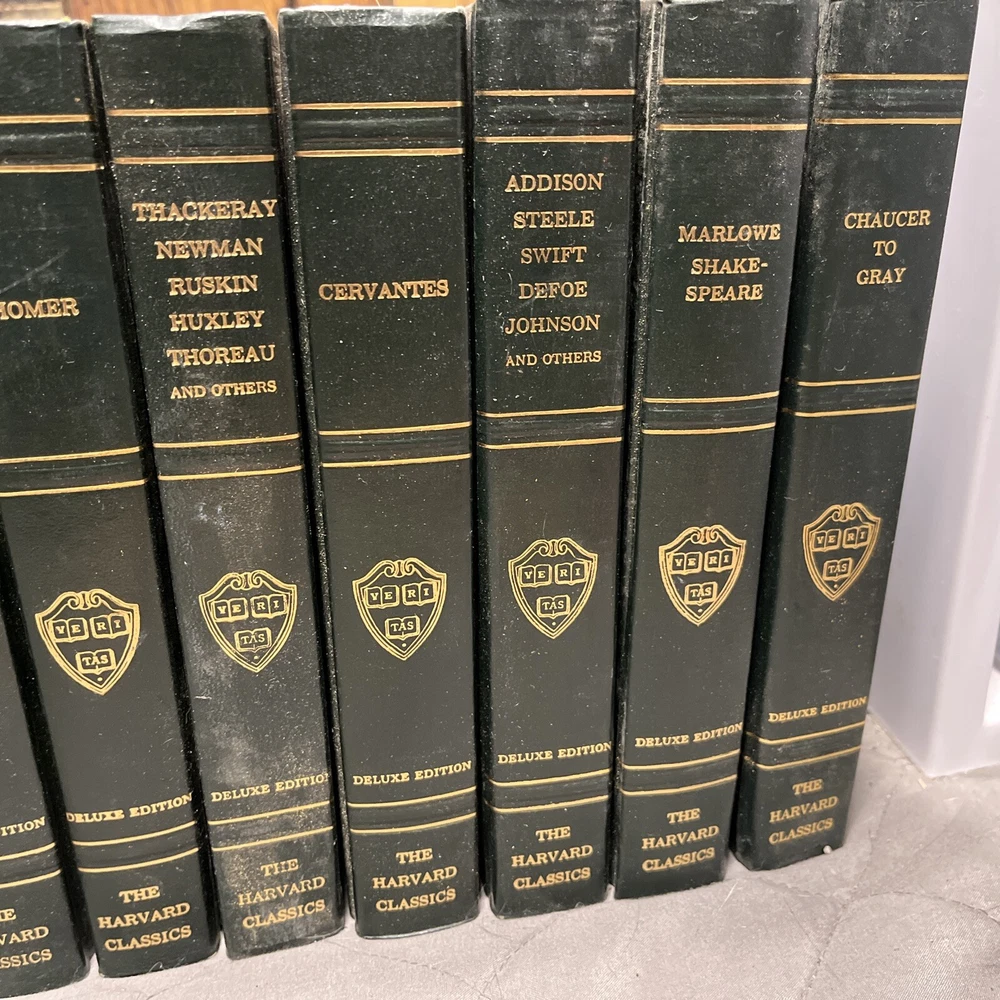 HOMER
VE RI
TAS
DELUXE EDITION
THE
HARVARD
CLASSICS
THACKERAY
NEWMAN
RUSKIN
HUXLEY
THOREAU
AND OTHERS
VE RI
TAS
DELUXE EDITION
THE
HARVARD
CLASSICS
CERVANTES
VE RI
TAS
DELUXE EDITION
THE
HARVARD
CLASSICS
ADDISON
STEELE
SWIFT
DEFOE
JOHNSON
AND OTHERS
VE RI
TAS
DELUXE EDITION
THE
HARVARD
CLASSICS
MARLOWE
SHAKE-
SPEARE
VE RI
TAS
DELUXE EDITION
THE
HARVARD
CLASSICS
CHAUCER
TO
GRAY
VE RI
TAS
DELUXE EDITION
THE
HARVARD
CLASSICS